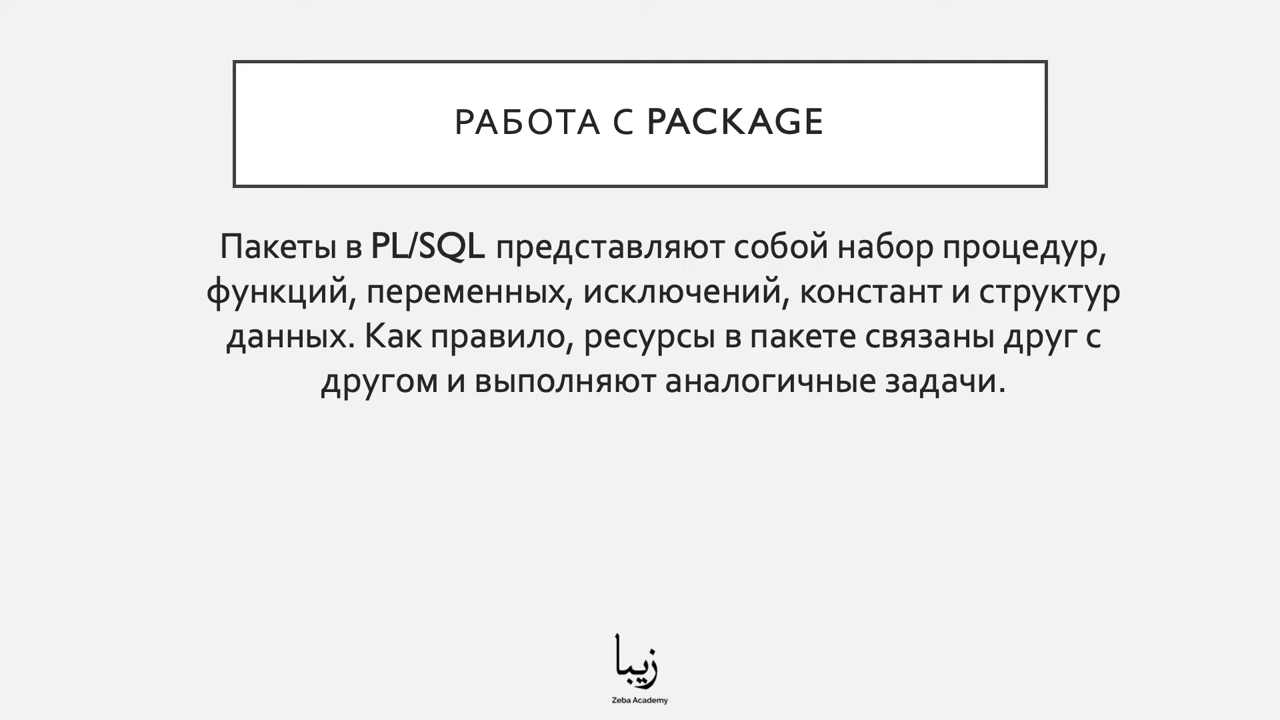 РАБОТА С PACKAGE
Пакеты в PL/SQL представляют собой набор процедур,
функций, переменных, исключений, констант и структур
данных. Как правило, ресурсы в пакете связаны друг с
другом и выполняют аналогичные задачи.
زیبا
Zeba Academy